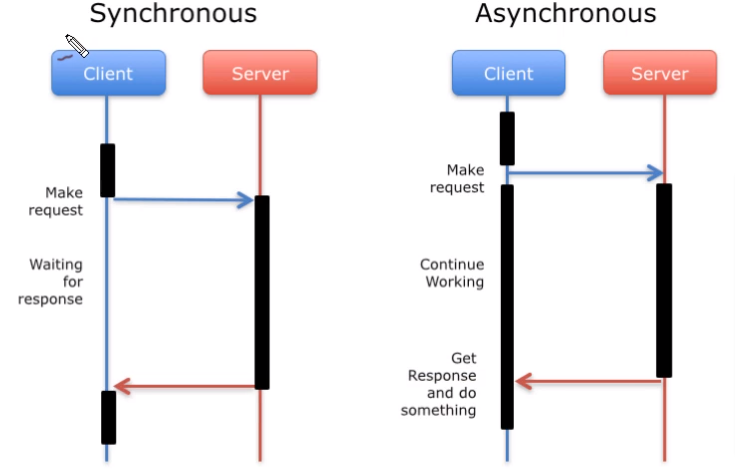 Synchronous
Client
Server
Make
request
Waiting
for
response
Asynchronous
Client
Server
Make
request
Continue
Working
Get
Response
and do
something